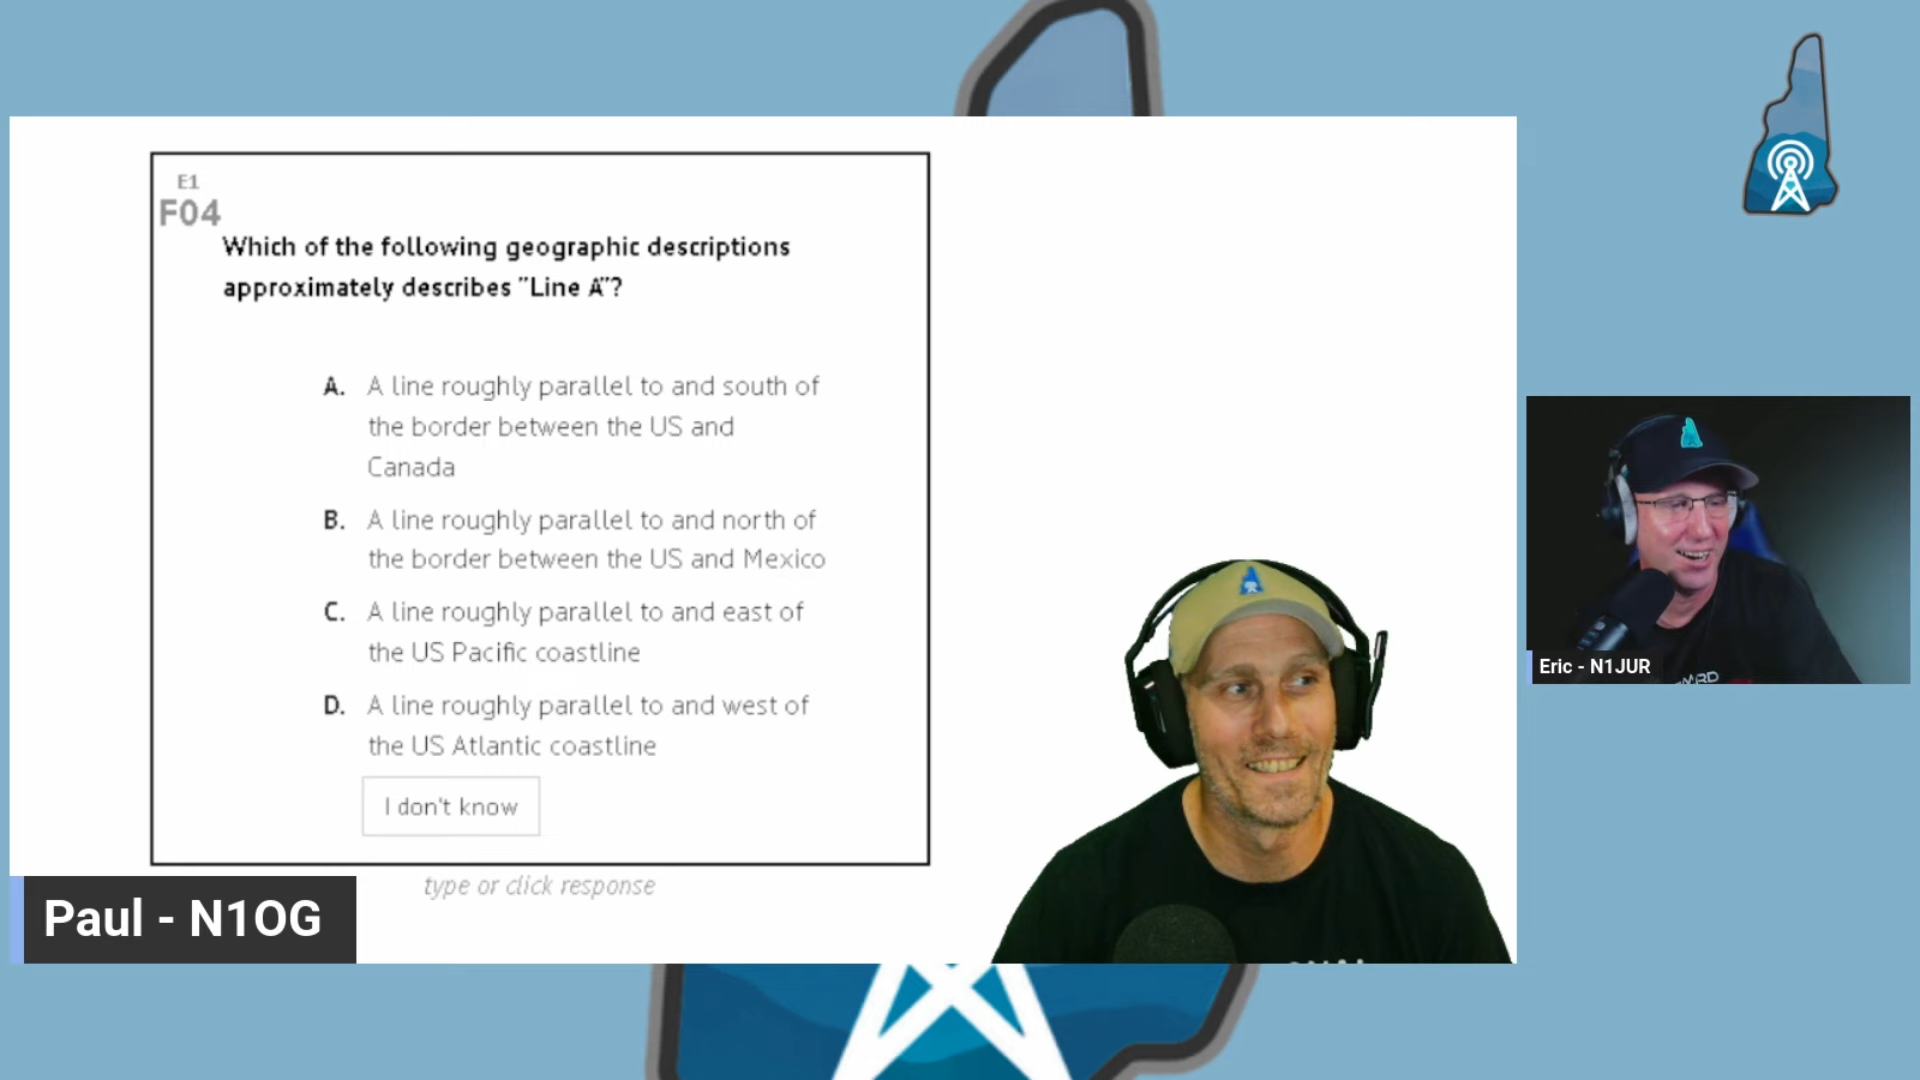 E1
F04
Which of the following geographic descriptions
approximately describes "Line A"?
A. A line roughly parallel to and south of
the border between the US and
Canada
B. A line roughly parallel to and north of
the border between the US and Mexico
C. A line roughly parallel to and east of
the US Pacific coastline
D. A line roughly parallel to and west of
the US Atlantic coastline
I don't know
type or click response
Paul - N1OG
Eric - N1JUR